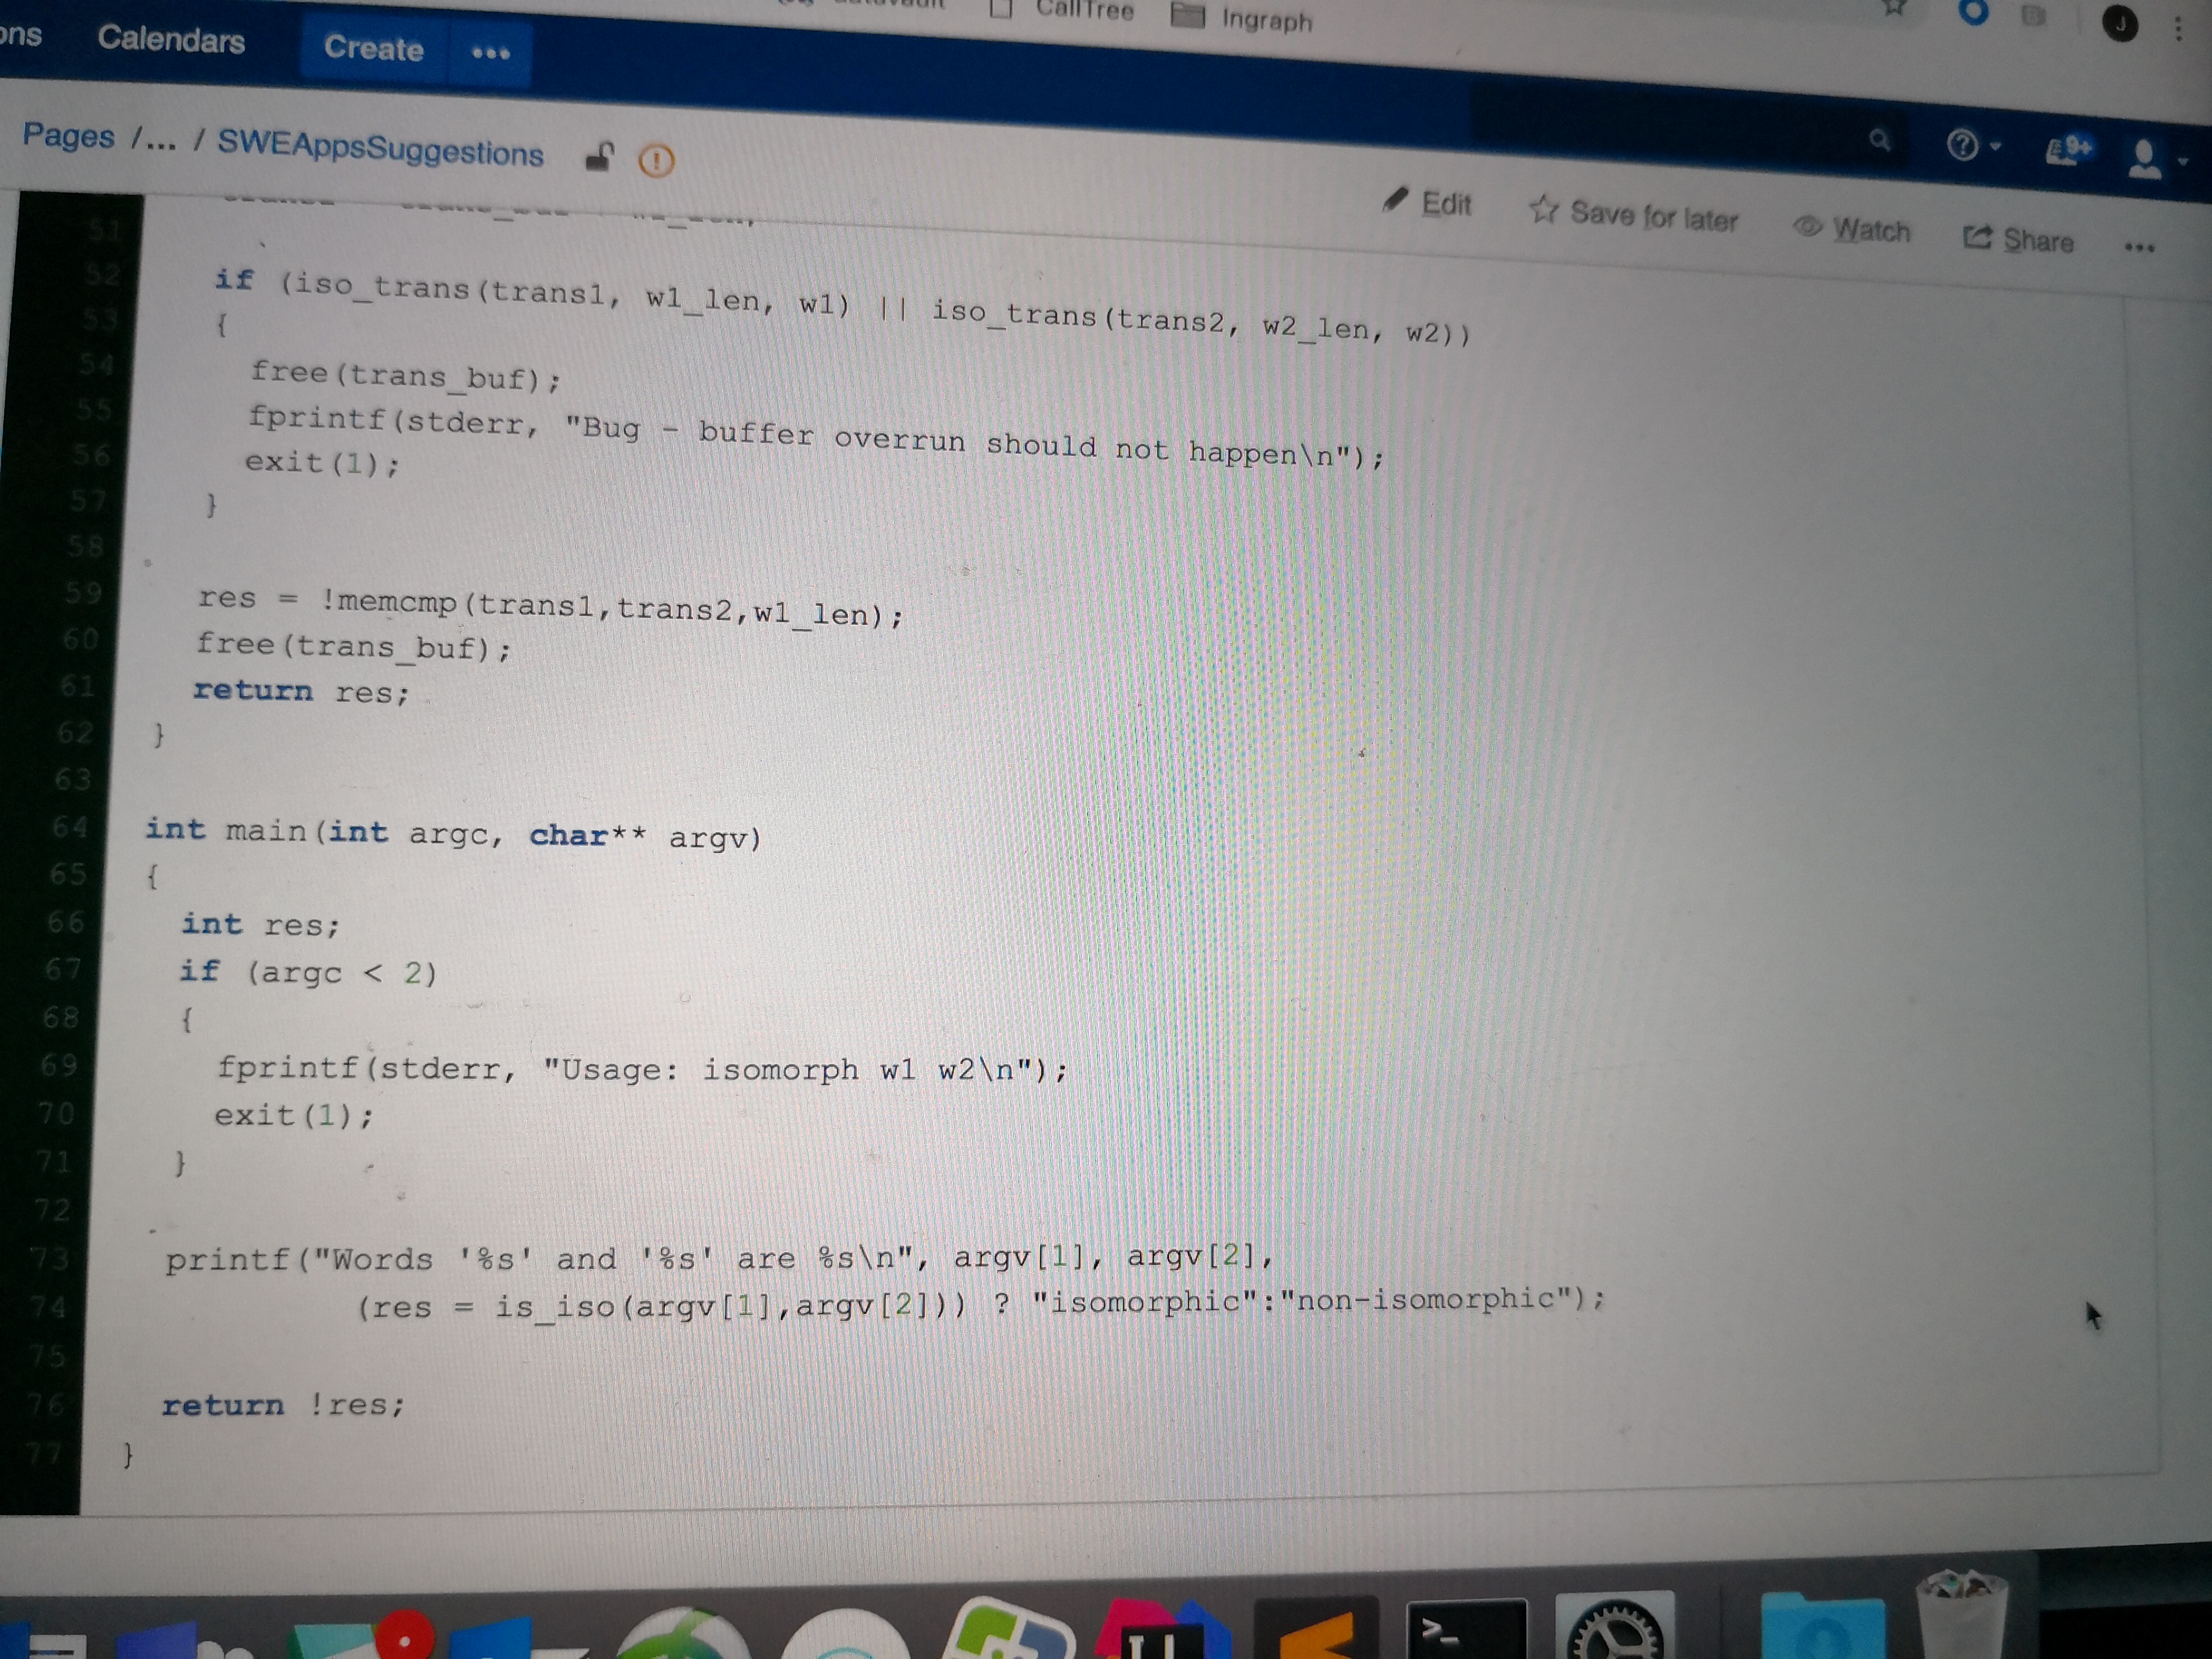 CallTree Ingraph
ons Calendars Create •••
Pages /... / SWEAppsSuggestions
9+
Edit Save for later Watch Share •••
51
52 if (iso_trans(trans1, w1_len, w1) || iso_trans(trans2, w2_len, w2))
53 {
54 free(trans_buf);
55 fprintf(stderr, "Bug - buffer overrun should not happen\n");
56 exit(1);
57 }
58
59 res = !memcmp(trans1,trans2,w1_len);
60 free(trans_buf);
61 return res;
62 }
63
64 int main(int argc, char** argv)
65 {
66 int res;
67 if (argc < 2)
68 {
69 fprintf(stderr, "Usage: isomorph w1 w2\n");
70 exit(1);
71 }
72
73 printf("Words '%s' and '%s' are %s\n", argv[1], argv[2],
74 (res = is_iso(argv[1],argv[2])) ? "isomorphic":"non-isomorphic");
75
76 return !res;
77 }